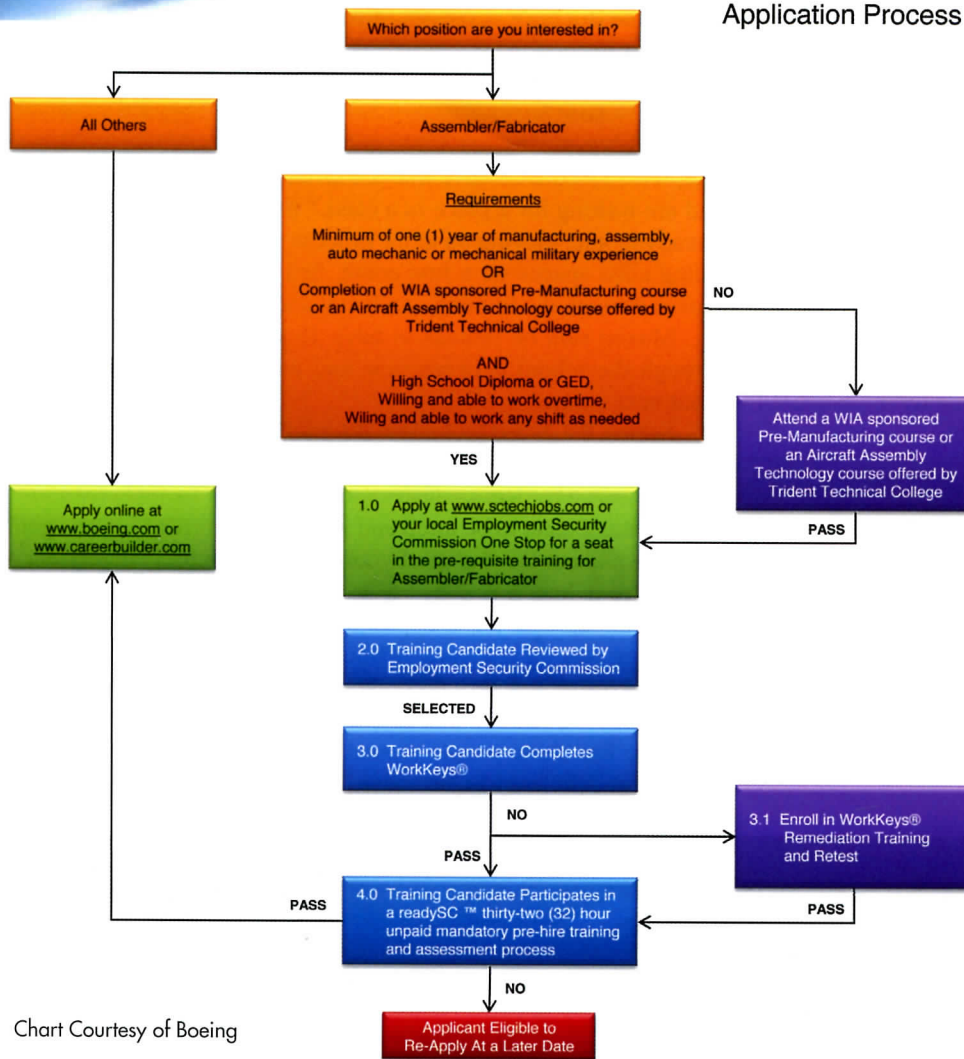 Application Process
Which position are you interested in?
All Others
Assembler/Fabricator
Requirements
Minimum of one (1) year of manufacturing, assembly,
auto mechanic or mechanical military experience
OR
Completion of WIA sponsored Pre-Manufacturing course
or an Aircraft Assembly Technology course offered by
Trident Technical College
AND
High School Diploma or GED,
Willing and able to work overtime,
Wiling and able to work any shift as needed
NO
Attend a WIA sponsored
Pre-Manufacturing course or
an Aircraft Assembly
Technology course offered by
Trident Technical College
YES
PASS
Apply online at
www.boeing.com or
www.careerbuilder.com
1.0 Apply at www.sctechjobs.com or
your local Employment Security
Commission One Stop for a seat
in the pre-requisite training for
Assembler/Fabricator
2.0 Training Candidate Reviewed by
Employment Security Commission
SELECTED
3.0 Training Candidate Completes
WorkKeys®
NO
PASS
3.1 Enroll in WorkKeys®
Remediation Training
and Retest
PASS
PASS
4.0 Training Candidate Participates in
a readySC ™ thirty-two (32) hour
unpaid mandatory pre-hire training
and assessment process
NO
Applicant Eligible to
Re-Apply At a Later Date
Chart Courtesy of Boeing